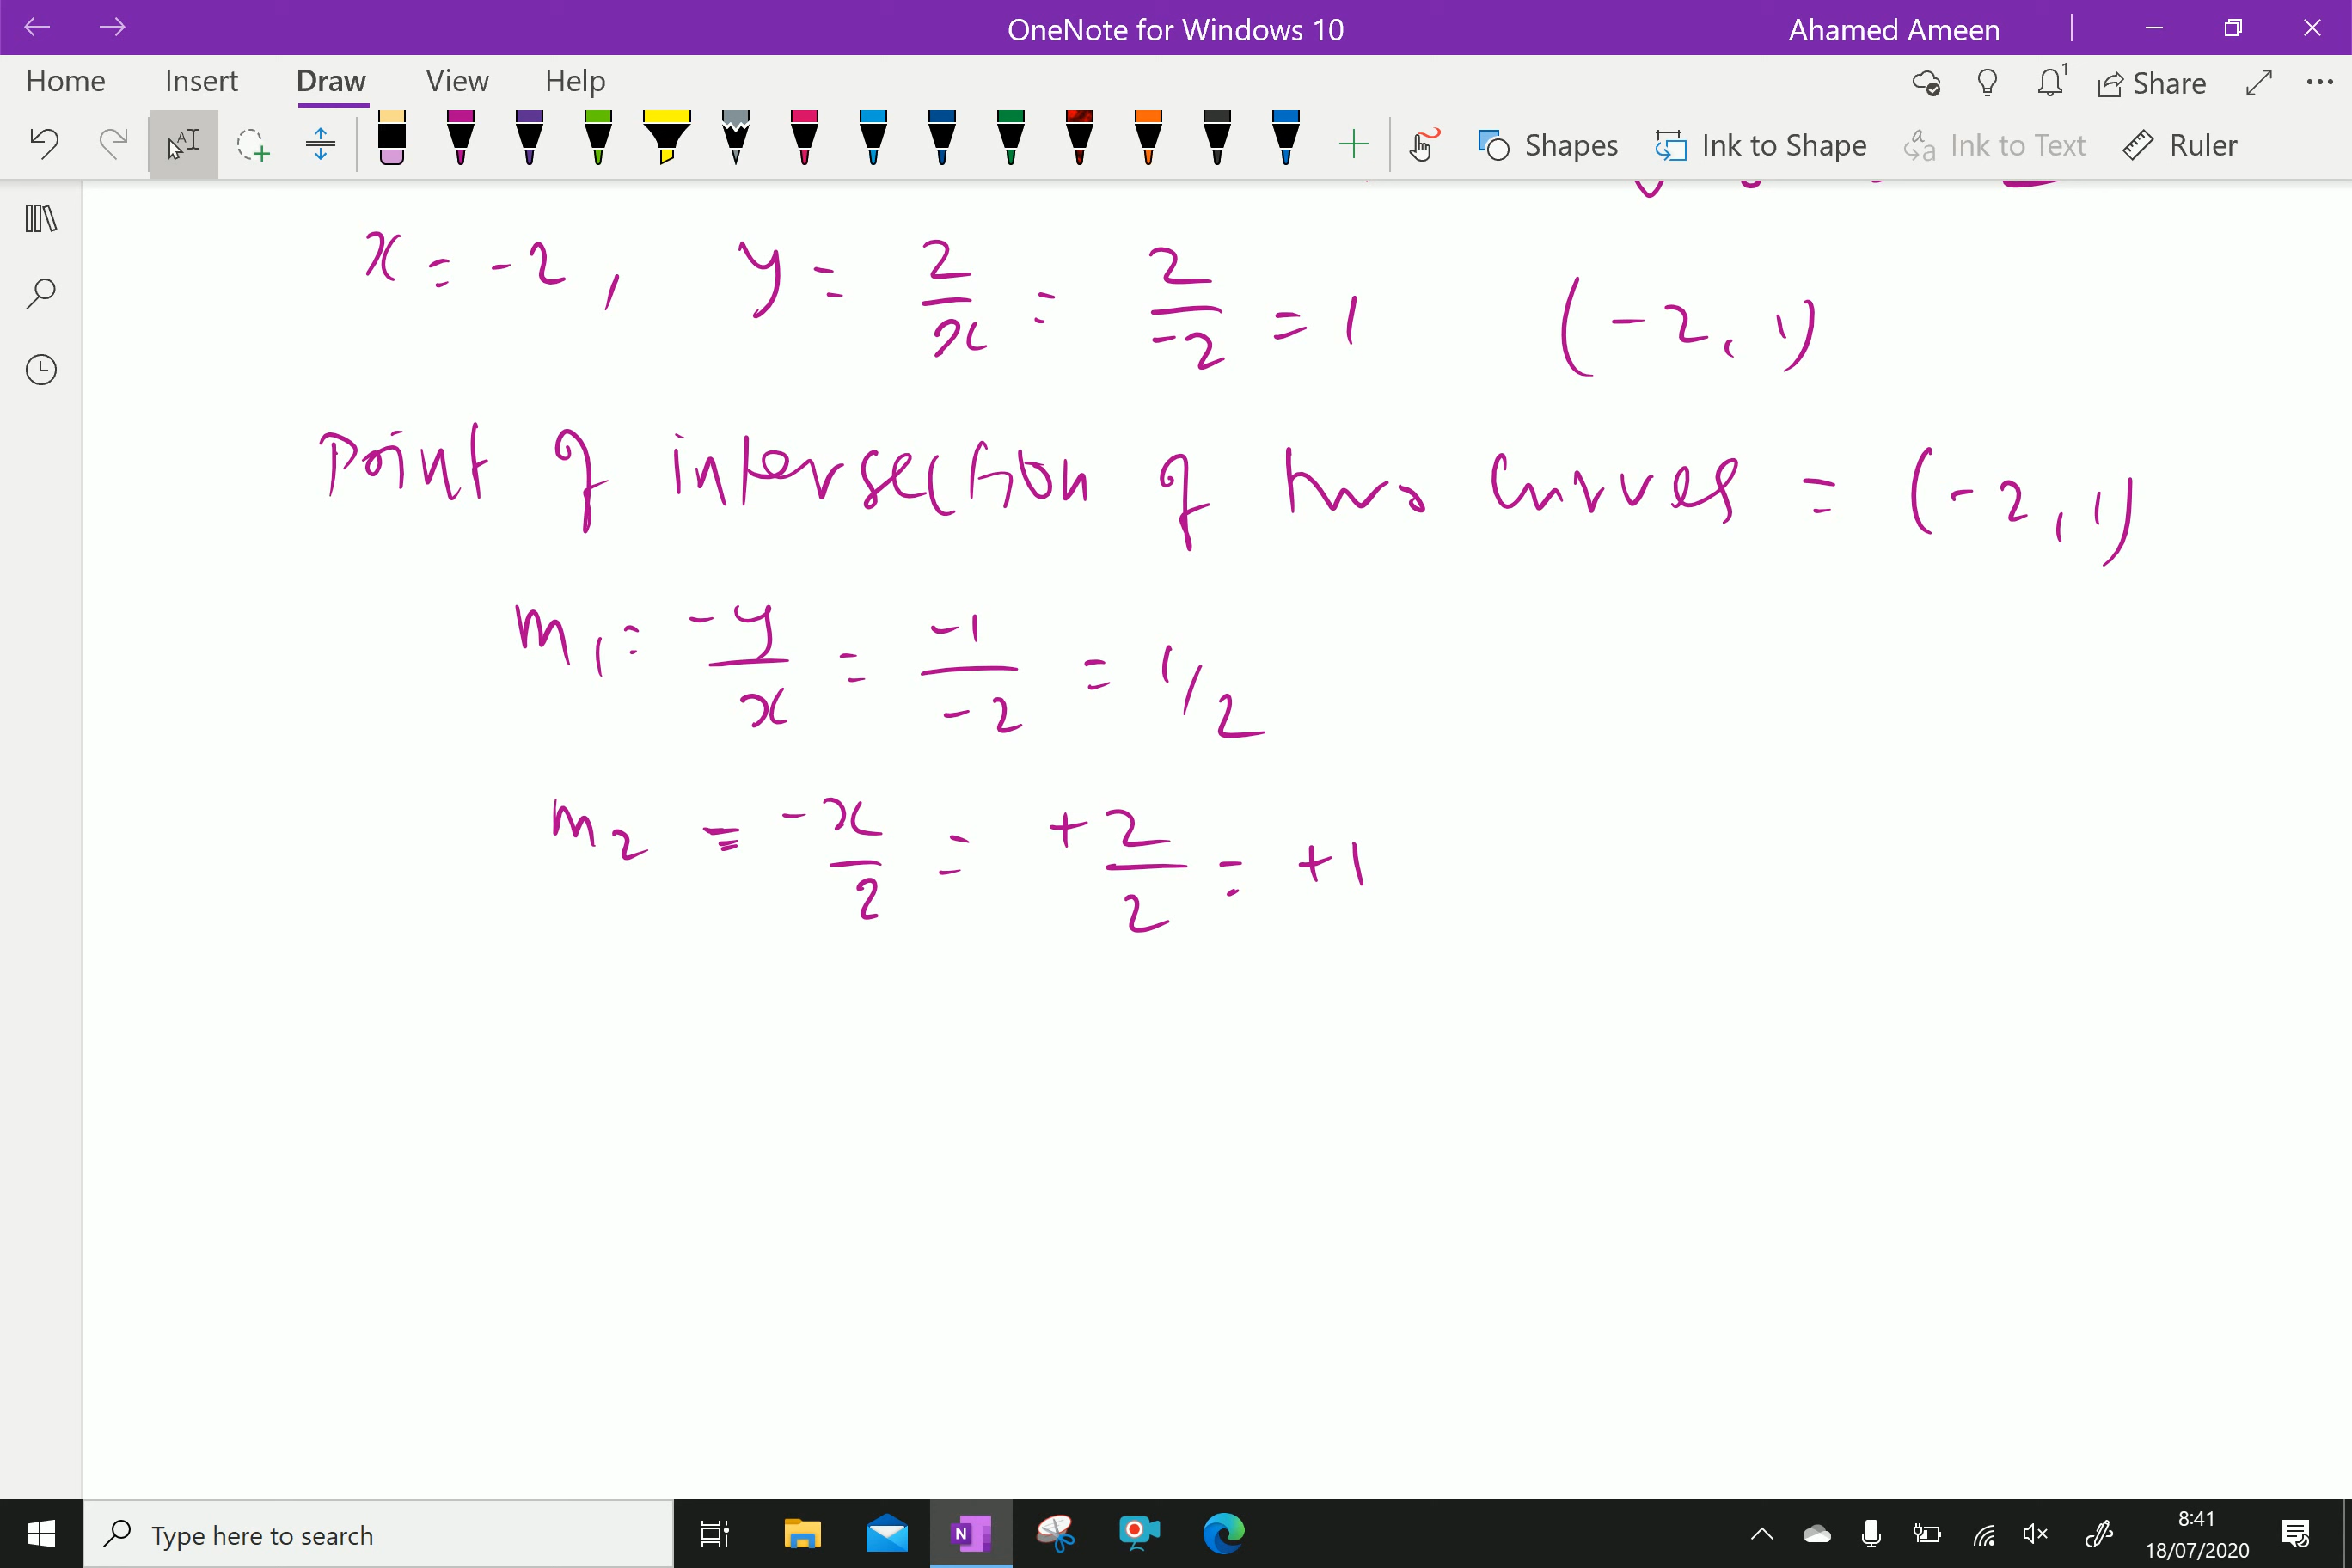 OneNote for Windows 10 Ahamed Ameen
Home Insert Draw View Help Share
Shapes Ink to Shape Ink to Text Ruler
x = -2, y = 2/x = 2/-2 = 1 (-2, 1)
Point of intersection of two curves = (-2, 1)
m1 = -y/x = -1/-2 = 1/2
m2 = -x/2 = +2/2 = +1
Type here to search
8:41
18/07/2020